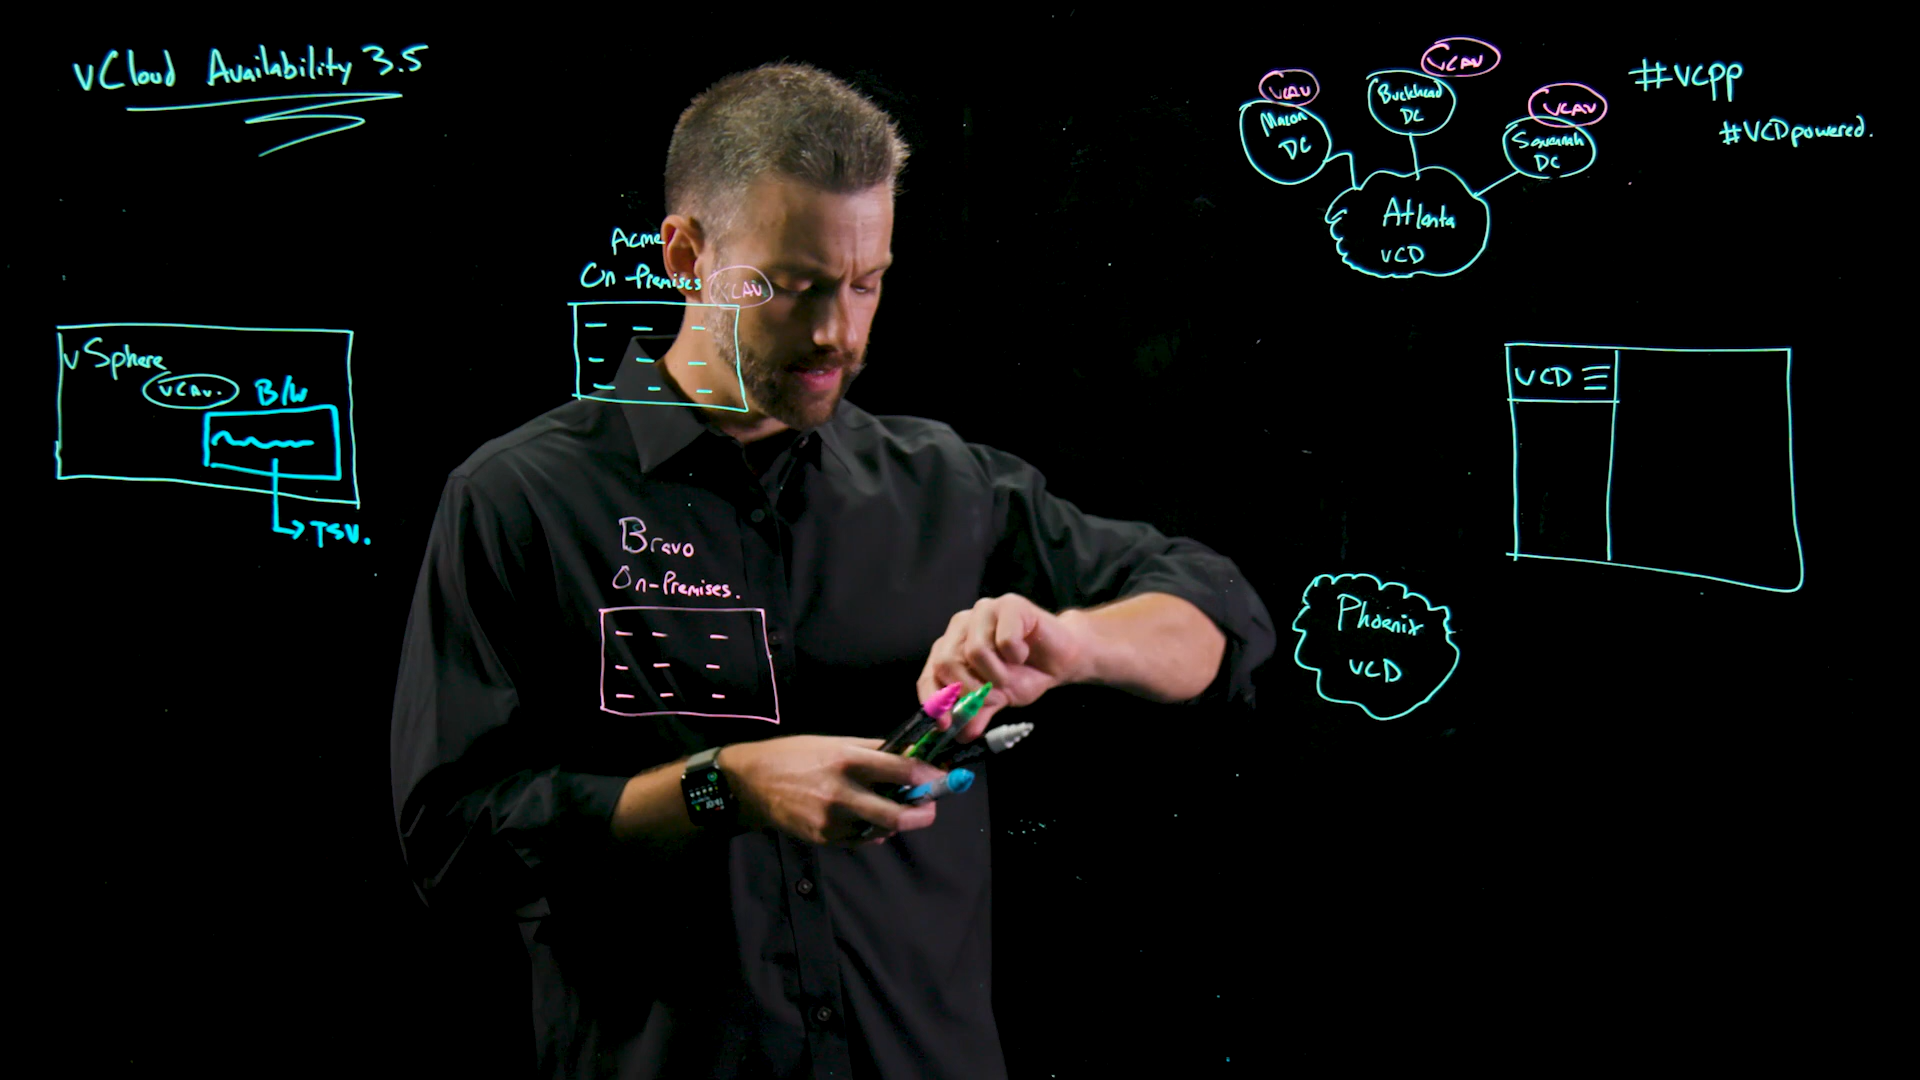 vCloud Availability 3.5
VCAV
VCAV
VCAV
Macon
DC
Buckhead
DC
Savannah
DC
Atlanta
VCD
#VCPP
#VCDpowered.
Acme
On-Premises
VCAV
vSphere
VCAV.
B/W
TSV.
VCD
Bravo
On-Premises.
Phoenix
VCD